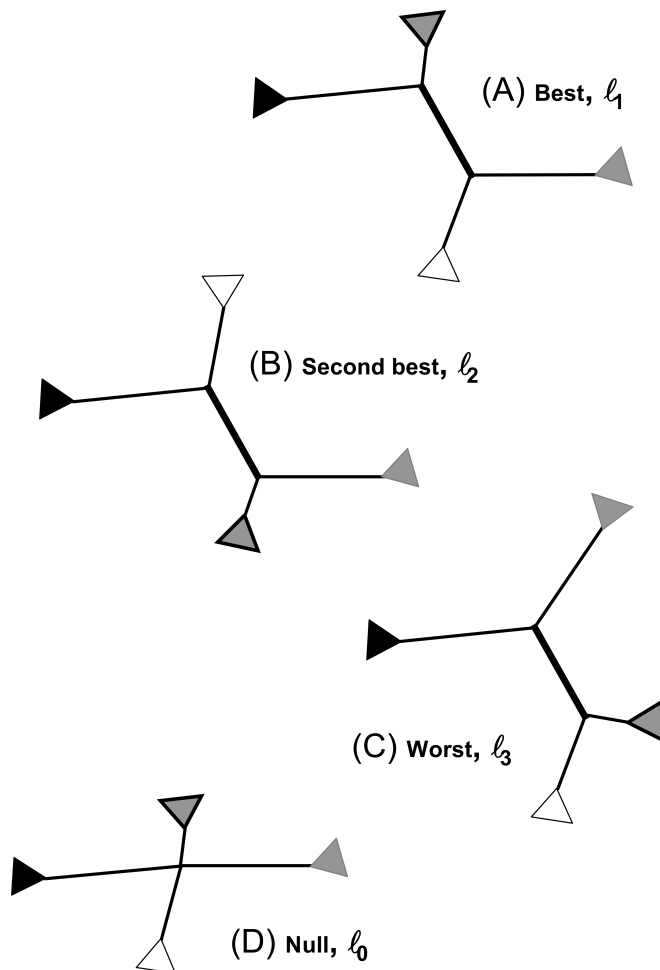 (A) Best, ℓ1
(B) Second best, ℓ2
(C) Worst, ℓ3
(D) Null, ℓ0